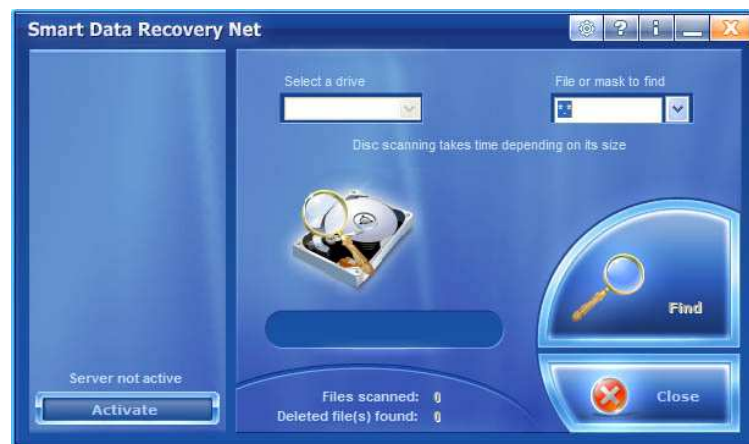 Smart Data Recovery Net
? i X
Select a drive
File or mask to find
*.*
Disc scanning takes time depending on its size
Find
Server not active
Activate
Files scanned: 0
Deleted file(s) found: 0
Close